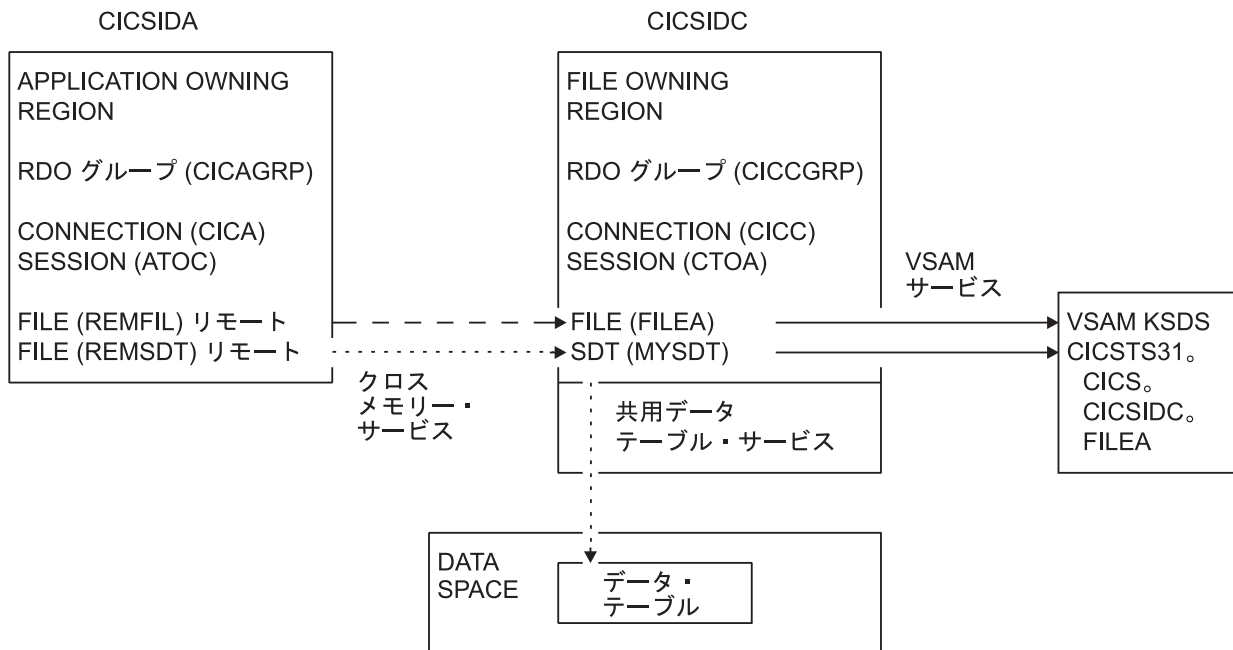 CICSIDA
APPLICATION OWNING
REGION
RDO グループ (CICAGRP)
CONNECTION (CICA)
SESSION (ATOC)
FILE (REMFIL) リモート
FILE (REMSDT) リモート
クロス
メモリー・
サービス
CICSIDC
FILE OWNING
REGION
RDO グループ (CICCGRP)
CONNECTION (CICC)
SESSION (CTOA)
FILE (FILEA)
SDT (MYSDT)
共用データ
テーブル・サービス
VSAM
サービス
VSAM KSDS
CICSTS31。
CICS。
CICSIDC。
FILEA
DATA
SPACE
データ・
テーブル